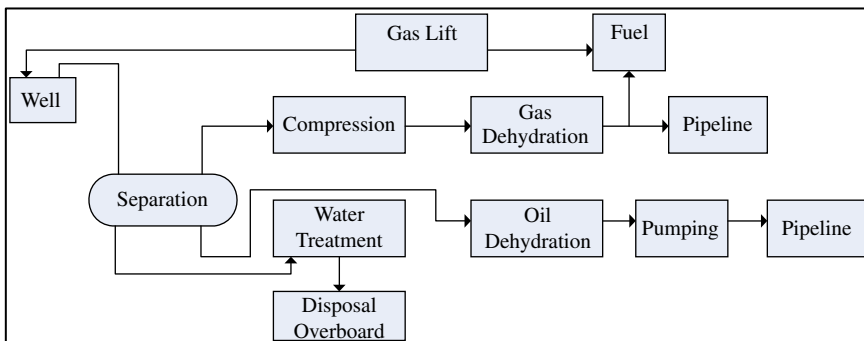 Gas Lift
Fuel
Well
Compression
Gas
Dehydration
Pipeline
Separation
Water
Treatment
Oil
Dehydration
Pumping
Pipeline
Disposal
Overboard